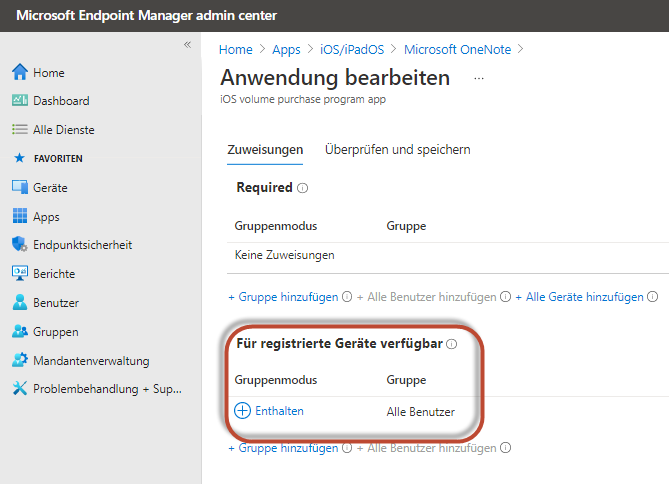 Microsoft Endpoint Manager admin center
«
Home
Dashboard
Alle Dienste
FAVORITEN
Geräte
Apps
Endpunktsicherheit
Berichte
Benutzer
Gruppen
Mandantenverwaltung
Problembehandlung + Sup...
Home > Apps > iOS/iPadOS > Microsoft OneNote >
Anwendung bearbeiten ...
iOS volume purchase program app
Zuweisungen Überprüfen und speichern
Required
Gruppenmodus Gruppe
Keine Zuweisungen
+ Gruppe hinzufügen + Alle Benutzer hinzufügen + Alle Geräte hinzufügen
Für registrierte Geräte verfügbar
Gruppenmodus Gruppe
Enthalten Alle Benutzer
+ Gruppe hinzufügen + Alle Benutzer hinzufügen